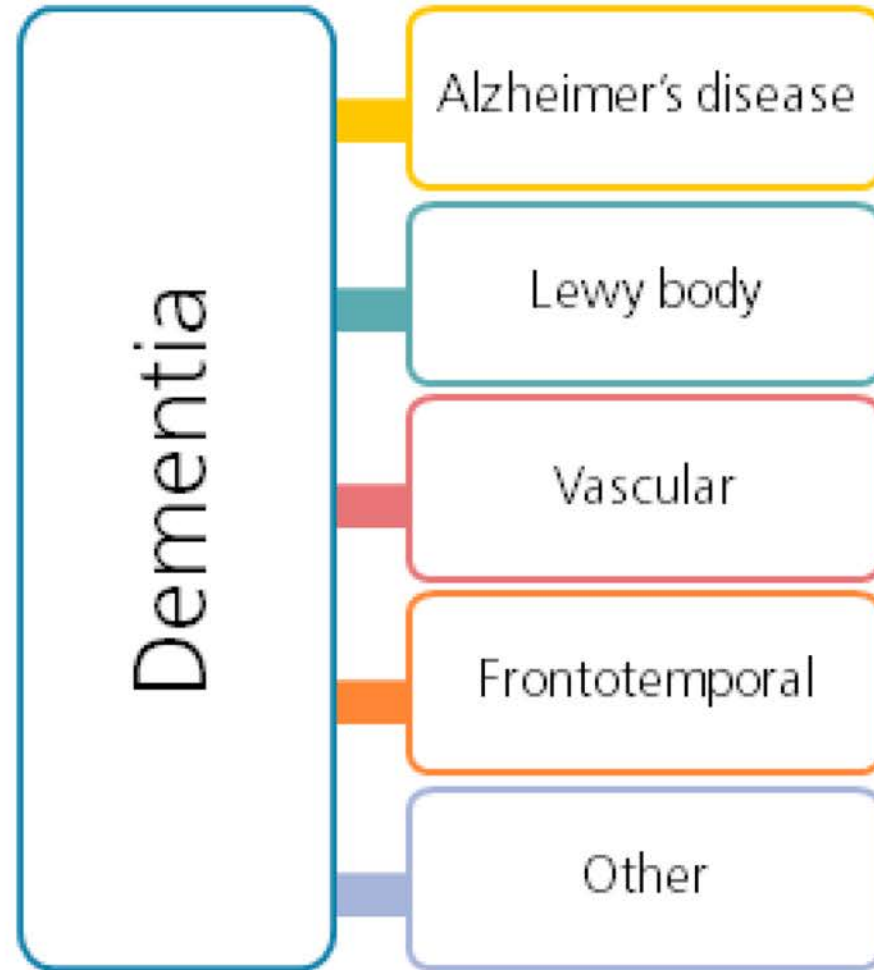 Dementia
Alzheimer’s disease
Lewy body
Vascular
Frontotemporal
Other